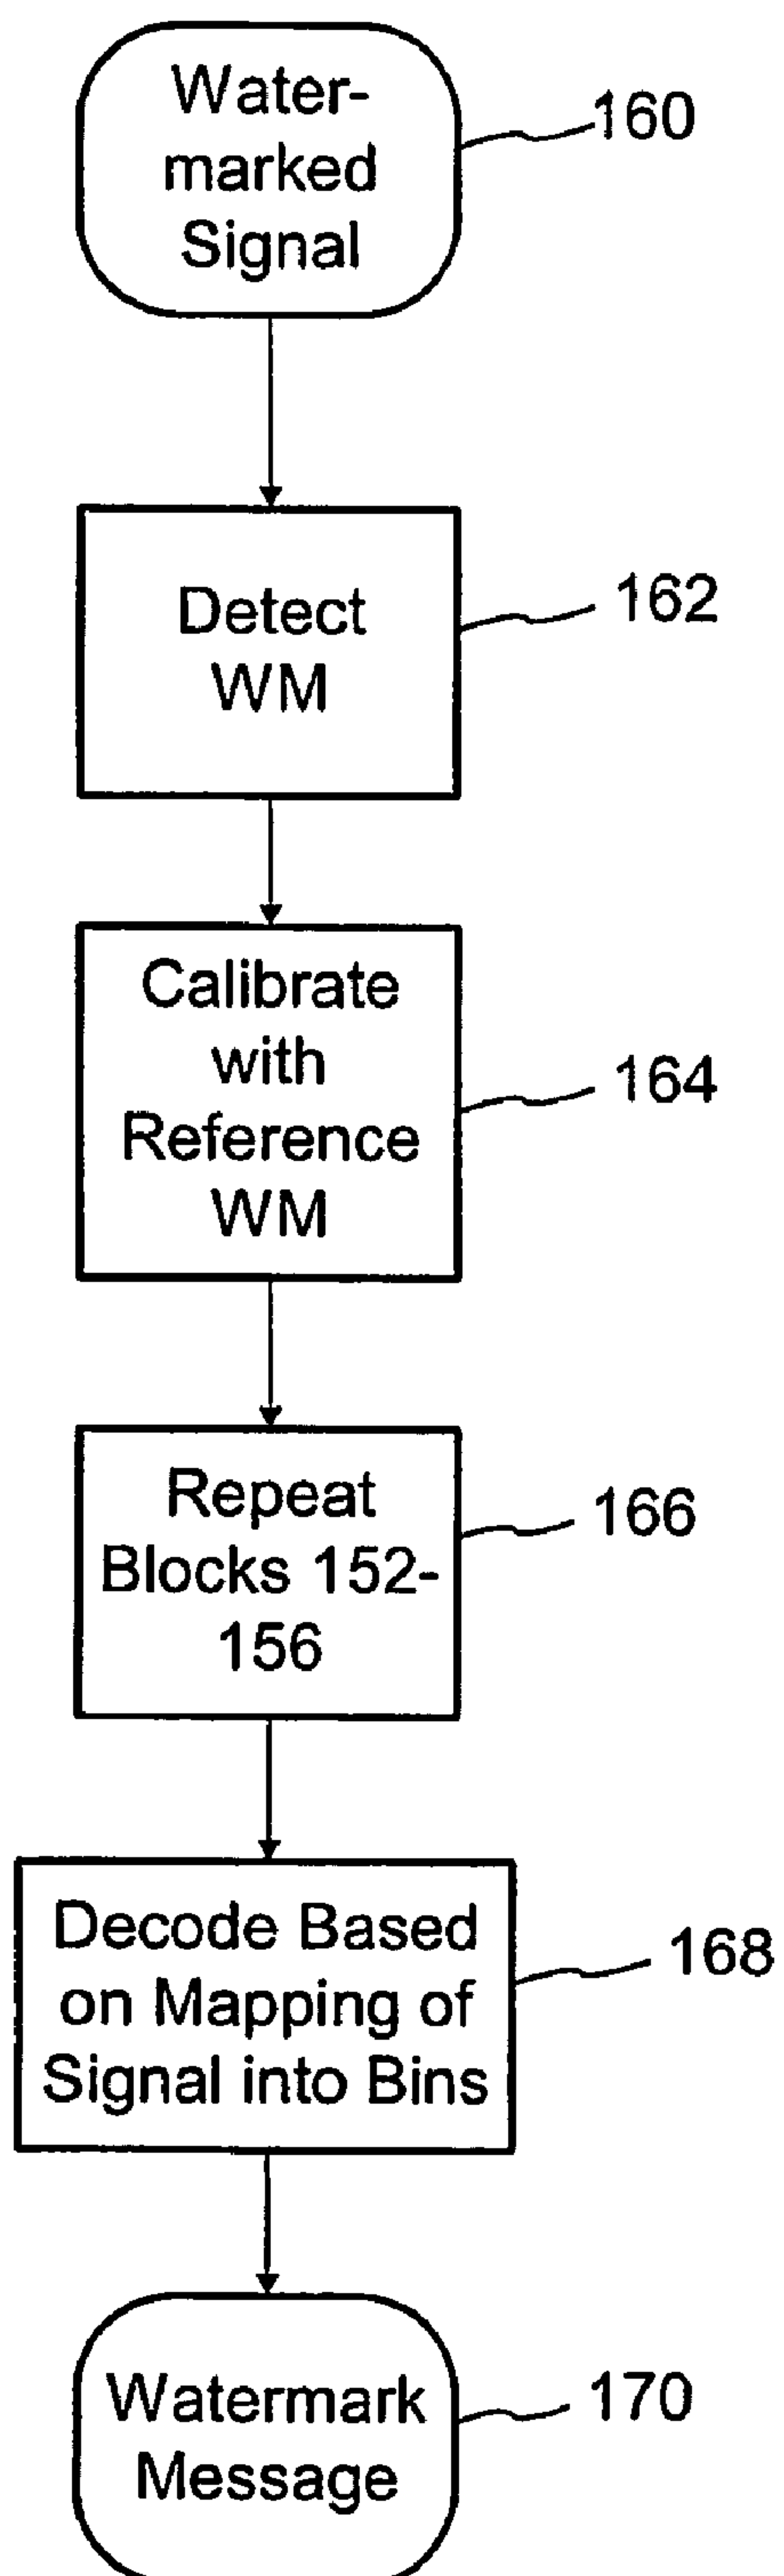 Water-
marked
Signal
160
Detect
WM
162
Calibrate
with
Reference
WM
164
Repeat
Blocks 152-
156
166
Decode Based
on Mapping of
Signal into Bins
168
Watermark
Message
170